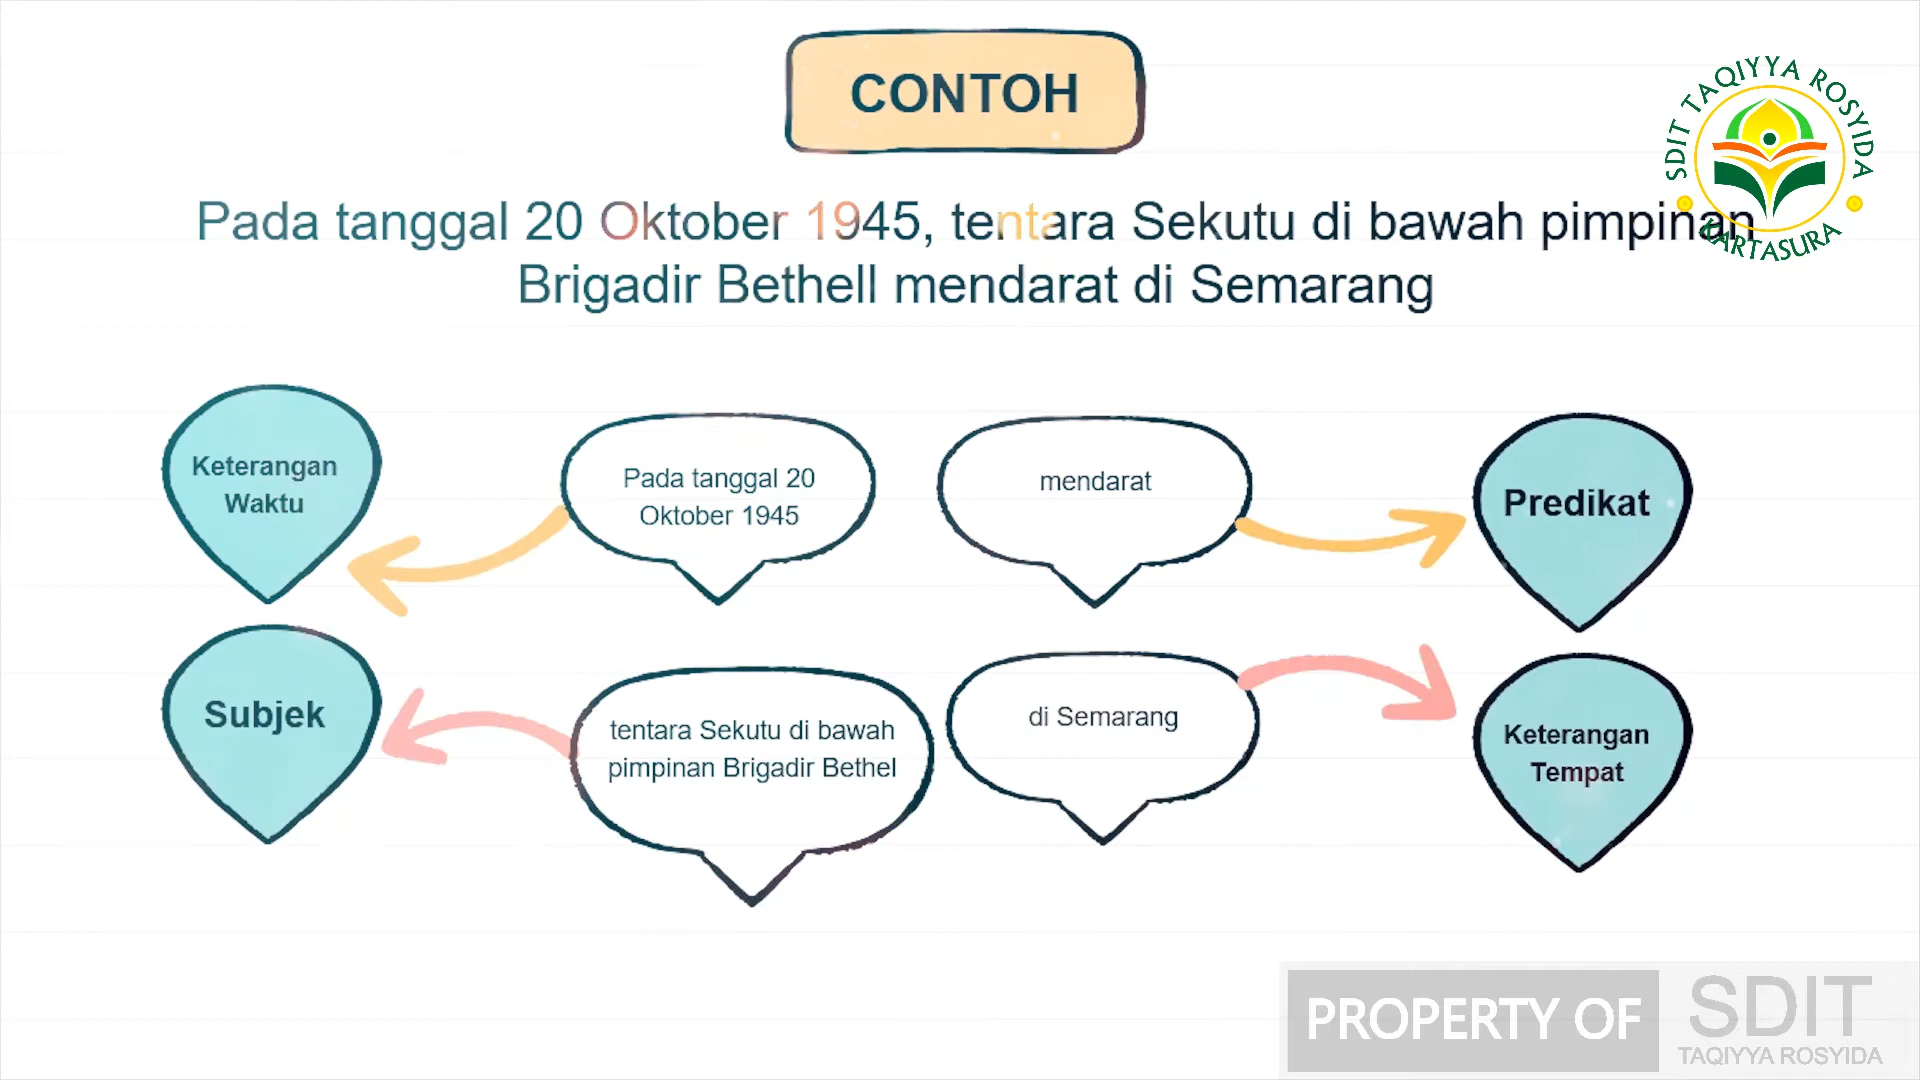 CONTOH
SDIT TAQIYYA ROSYIDA
KARTASURA
Pada tanggal 20 Oktober 1945, tentara Sekutu di bawah pimpinan
Brigadir Bethell mendarat di Semarang
Keterangan
Waktu
Pada tanggal 20
Oktober 1945
mendarat
Predikat
Subjek
tentara Sekutu di bawah
pimpinan Brigadir Bethel
di Semarang
Keterangan
Tempat
PROPERTY OF
SDIT
TAQIYYA ROSYIDA